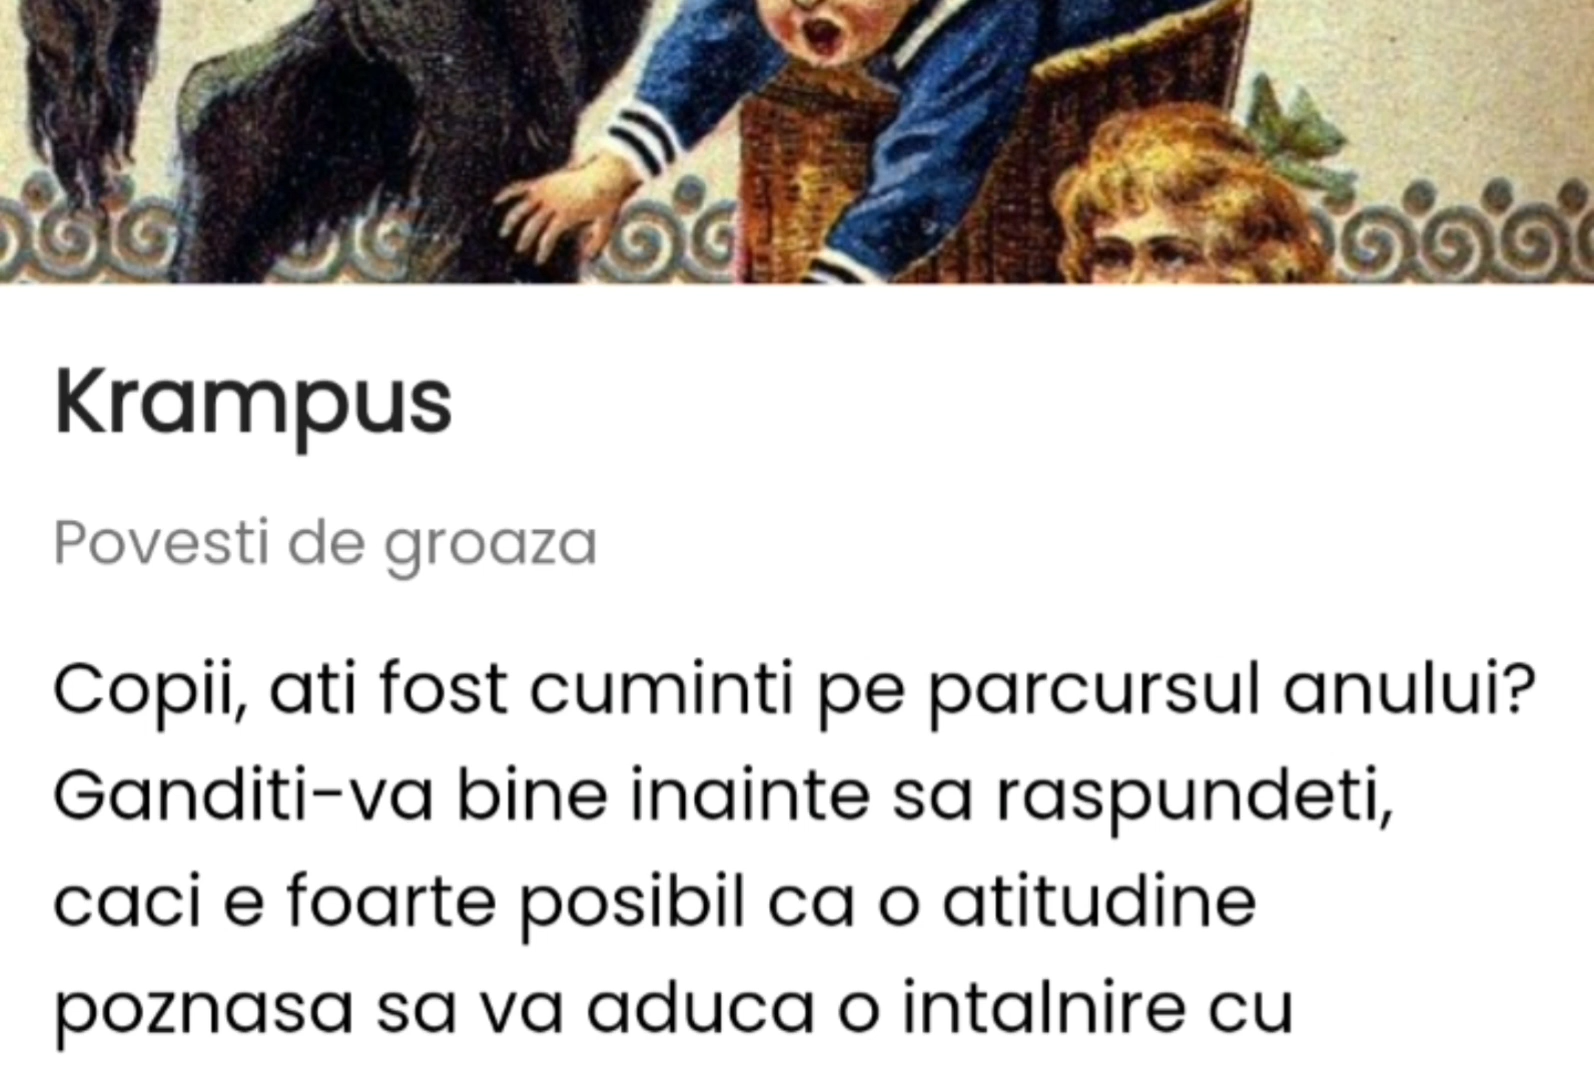 Krampus
Povesti de groaza
Copii, ati fost cuminti pe parcursul anului?
Ganditi-va bine inainte sa raspundeti,
caci e foarte posibil ca o atitudine
poznasa sa va aduca o intalnire cu